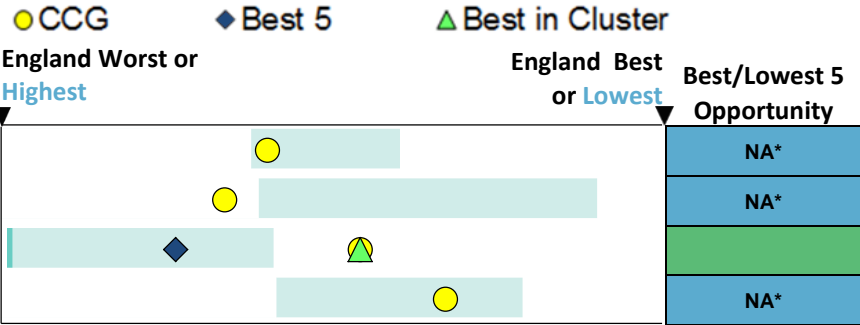 CCG Best 5 Best in Cluster
England Worst or
Highest
England Best
or Lowest
Best/Lowest 5
Opportunity
NA*
NA*
NA*